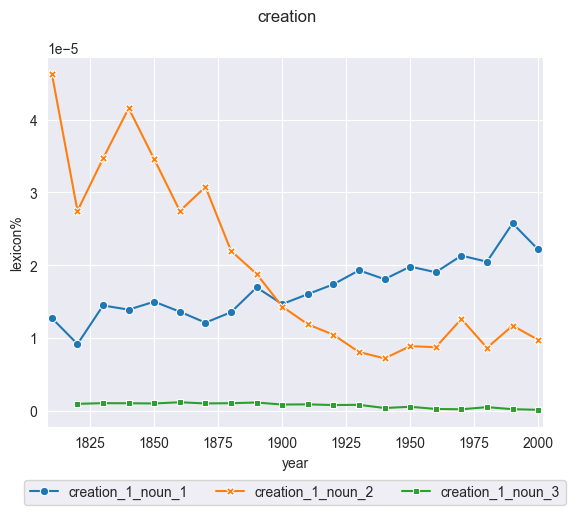 creation
1e−5
4
3
2
1
0
lexicon%
1825 1850 1875 1900 1925 1950 1975 2000
year
creation_1_noun_1 creation_1_noun_2 creation_1_noun_3